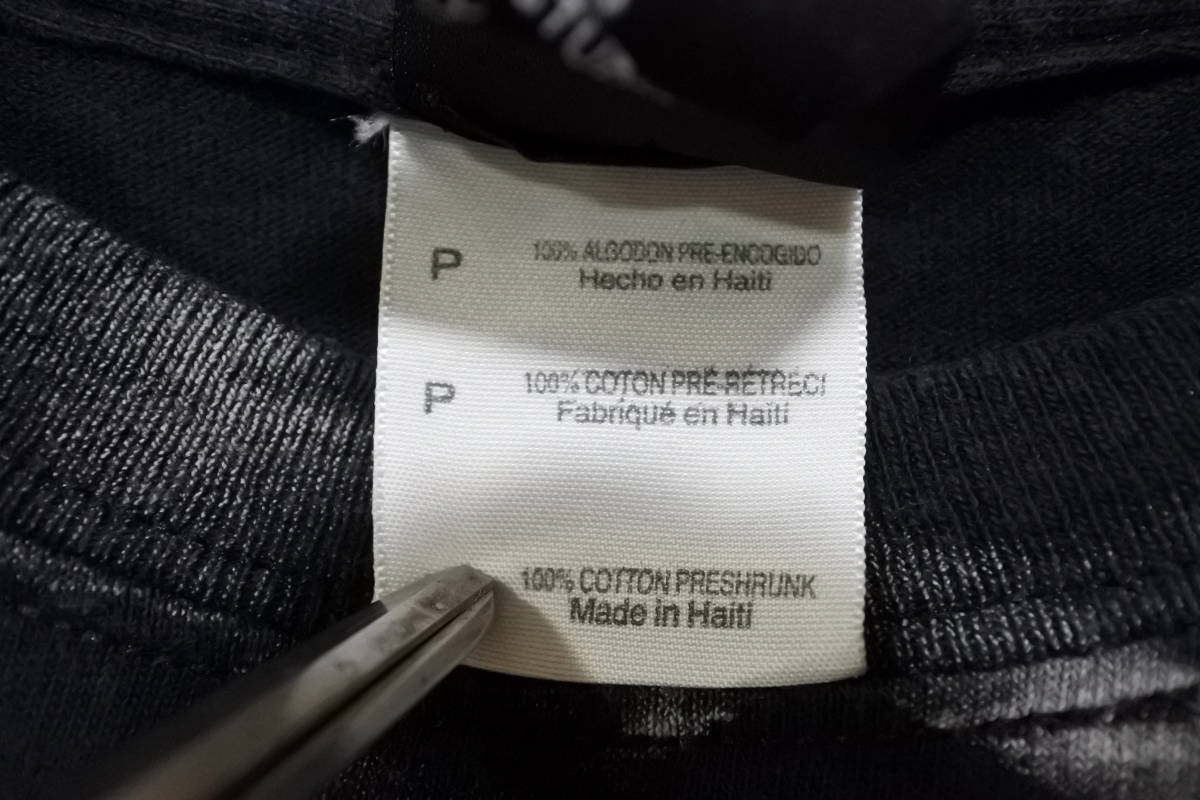 P 100% ALGODON PRE-ENCOGIDO
Hecho en Haiti
P 100% COTON PRÉ-RÉTRÉCI
Fabriqué en Haïti
100% COTTON PRESHRUNK
Made in Haiti